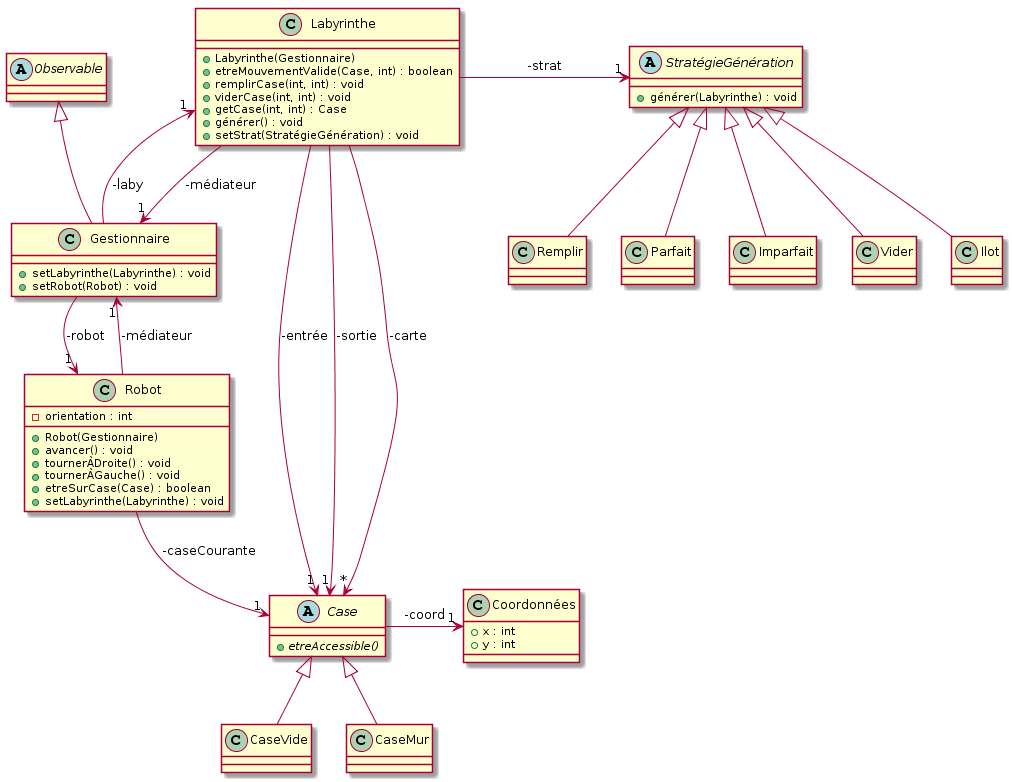 C Labyrinthe
Labyrinthe(Gestionnaire)
etreMouvementValide(Case, int) : boolean
remplirCase(int, int) : void
viderCase(int, int) : void
getCase(int, int) : Case
générer() : void
setStrat(StratégieGénération) : void
A Observable
-strat
1
A StratégieGénération
générer(Labyrinthe) : void
1
-laby
-médiateur
1
C Gestionnaire
setLabyrinthe(Labyrinthe) : void
setRobot(Robot) : void
C Remplir
C Parfait
C Imparfait
C Vider
C Ilot
1
-robot
-médiateur
1
-entrée
-sortie
-carte
C Robot
orientation : int
Robot(Gestionnaire)
avancer() : void
tournerÀDroite() : void
tournerÀGauche() : void
etreSurCase(Case) : boolean
setLabyrinthe(Labyrinthe) : void
-caseCourante
1
1
1
*
A Case
etreAccessible()
-coord
1
C Coordonnées
x : int
y : int
C CaseVide
C CaseMur